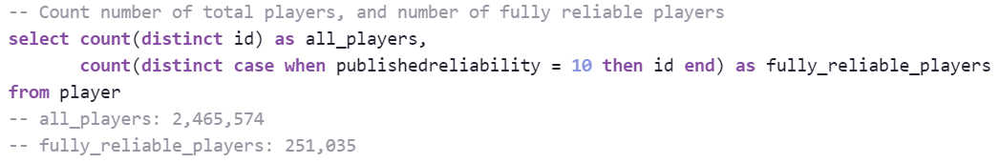 -- Count number of total players, and number of fully reliable players
select count(distinct id) as all_players,
       count(distinct case when publishedreliability = 10 then id end) as fully_reliable_players
from player
-- all_players: 2,465,574
-- fully_reliable_players: 251,035